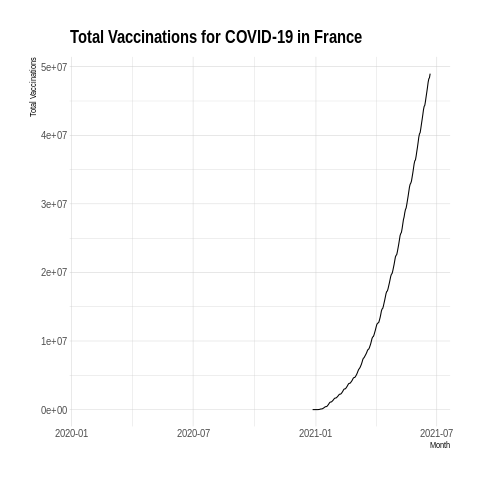 Total Vaccinations for COVID-19 in France
Total Vaccinations
5e+07
4e+07
3e+07
2e+07
1e+07
0e+00
2020-01 2020-07 2021-01 2021-07
Month